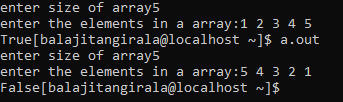 enter size of array5
enter the elements in a array:1 2 3 4 5
True[balajitangirala@localhost ~]$ a.out
enter size of array5
enter the elements in a array:5 4 3 2 1
False[balajitangirala@localhost ~]$